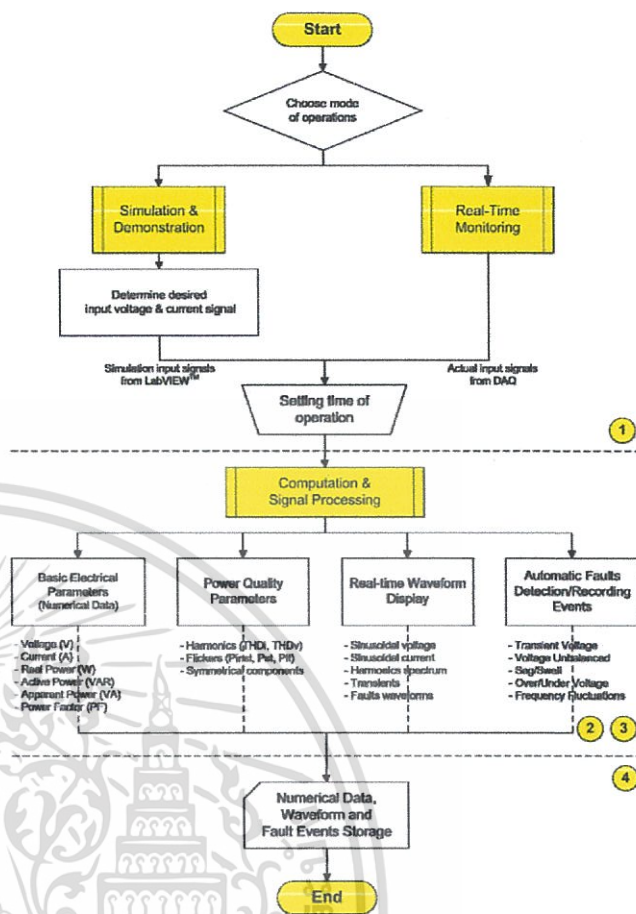 Start
Choose mode
of operations
Simulation &
Demonstration
Real-Time
Monitoring
Determine desired
input voltage & current signal
Simulation input signals
from LabVIEW™
Actual input signals
from DAQ
Setting time of
operation
1
Computation &
Signal Processing
Basic Electrical
Parameters
(Numerical Data)
- Voltage (V)
- Current (A)
- Real Power (W)
- Active Power (VAR)
- Apparent Power (VA)
- Power Factor (PF)
Power Quality
Parameters
- Harmonics (THDi, THDv)
- Flickers (Pinst, Pst, Plt)
- Symmetrical components
Real-time Waveform
Display
- Sinusoidal voltage
- Sinusoidal current
- Harmonics spectrum
- Transients
- Faults waveforms
Automatic Faults
Detection/Recording
Events
- Transient Voltage
- Voltage Unbalanced
- Sag/Swell
- Over/Under Voltage
- Frequency Fluctuations
2 3
4
Numerical Data,
Waveform and
Fault Events Storage
End